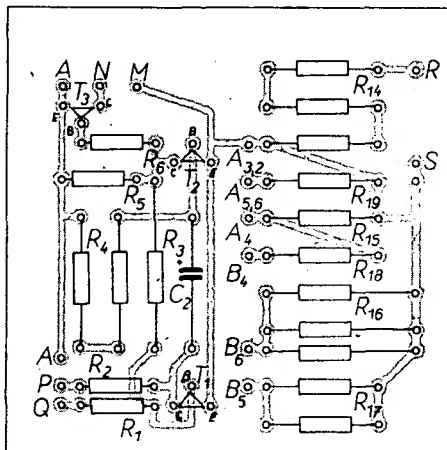 A N M R
T3
R14
E C
B B
S
R6 C E A3,2
T2
R5 A5,6 R19
R4 R3 A4 R15
R18
C2 B4
R16
A B6
P R2 B T1 B5
Q C E R17
R1